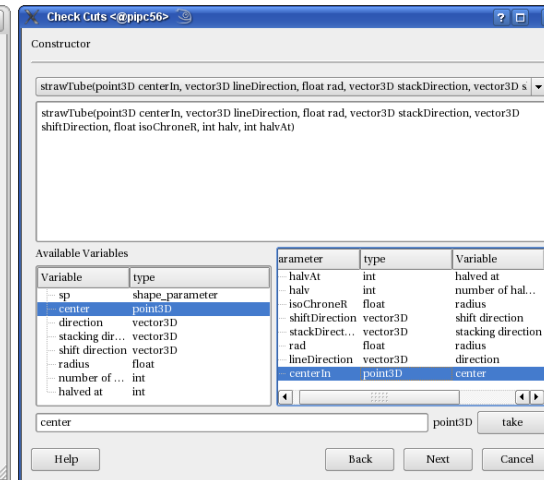 Check Cuts <@pipc56>
Constructor
strawTube(point3D centerIn, vector3D lineDirection, float rad, vector3D stackDirection, vector3D s
strawTube(point3D centerIn, vector3D lineDirection, float rad, vector3D stackDirection, vector3D
shiftDirection, float isoChroneR, int halv, int halvAt)
Available Variables
Variable type
sp shape_parameter
center point3D
direction vector3D
stacking dir... vector3D
shift direction vector3D
radius float
number of ... int
halved at int
arameter type Variable
halvAt int halved at
halv int number of hal...
isoChroneR float radius
shiftDirection vector3D shift direction
stackDirect... vector3D stacking direction
rad float radius
lineDirection vector3D direction
centerIn point3D center
center point3D take
Help Back Next Cancel